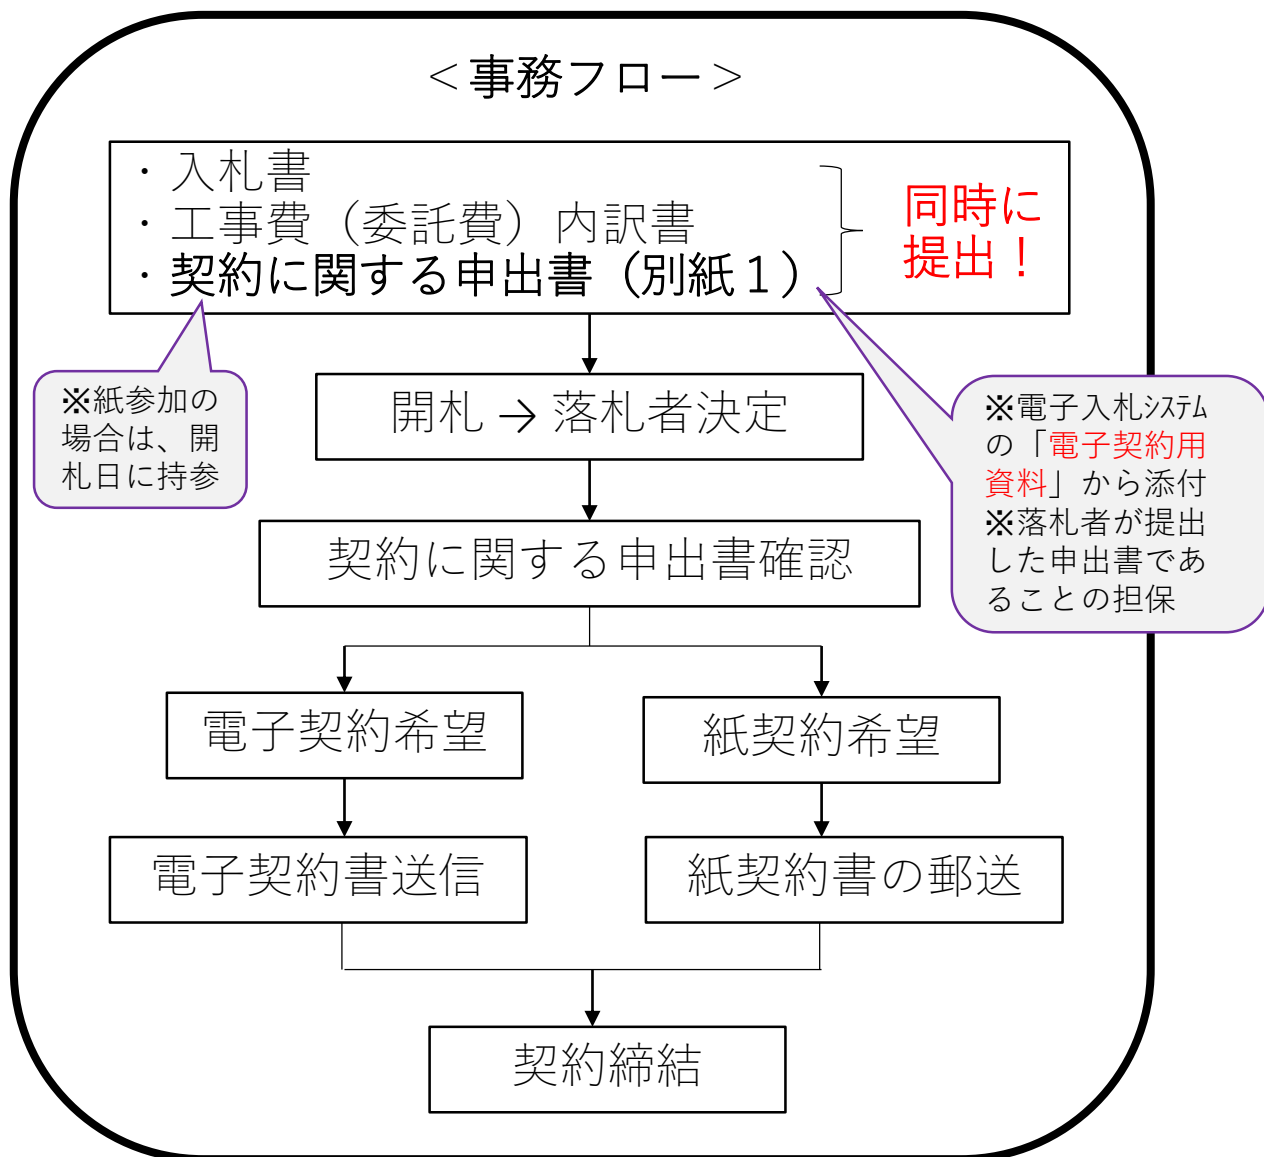 ＜事務フロー＞
・入札書
・工事費（委託費）内訳書
・契約に関する申出書（別紙１）
同時に
提出！
※紙参加の
場合は、開
札日に持参
※電子入札ｼｽﾃﾑ
の「電子契約用
資料」から添付
※落札者が提出
した申出書であ
ることの担保
開札 → 落札者決定
契約に関する申出書確認
電子契約希望
紙契約希望
電子契約書送信
紙契約書の郵送
契約締結